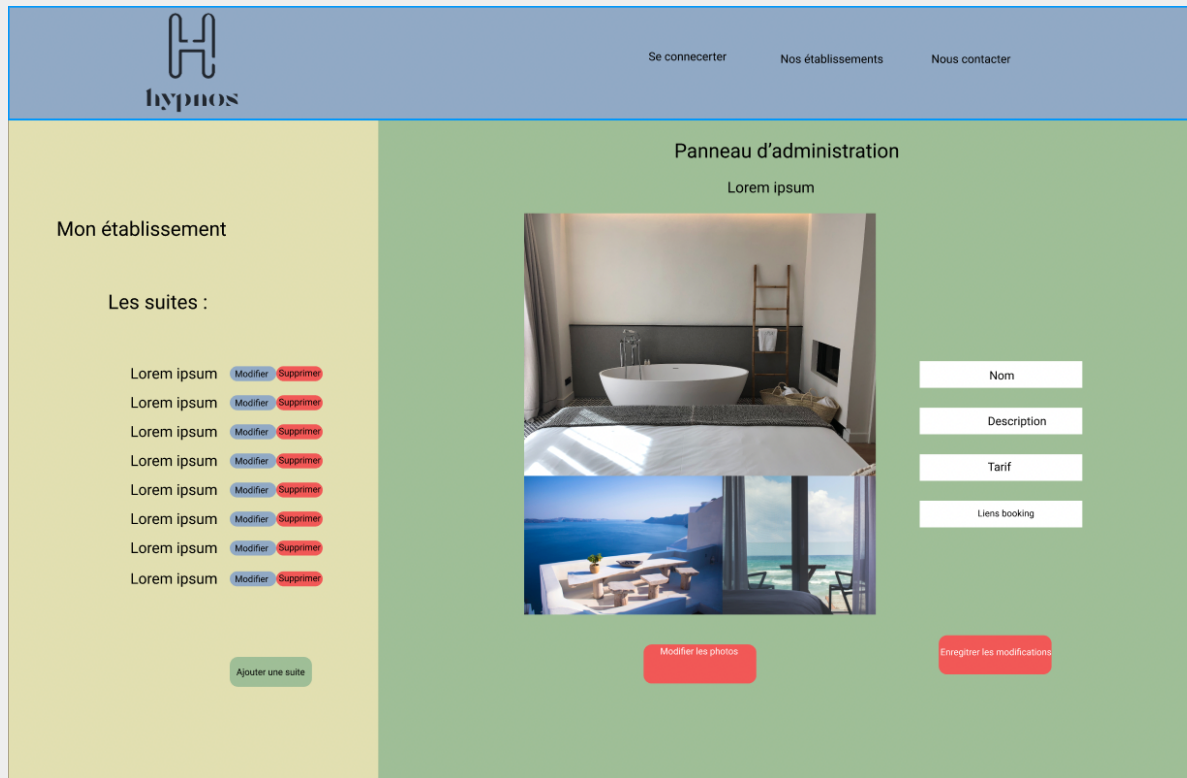 hypnos
Se connecerter
Nos établissements
Nous contacter
Mon établissement
Les suites :
Lorem ipsum Modifier Supprimer
Lorem ipsum Modifier Supprimer
Lorem ipsum Modifier Supprimer
Lorem ipsum Modifier Supprimer
Lorem ipsum Modifier Supprimer
Lorem ipsum Modifier Supprimer
Lorem ipsum Modifier Supprimer
Lorem ipsum Modifier Supprimer
Ajouter une suite
Panneau d’administration
Lorem ipsum
Nom
Description
Tarif
Liens booking
Modifier les photos
Enregitrer les modifications